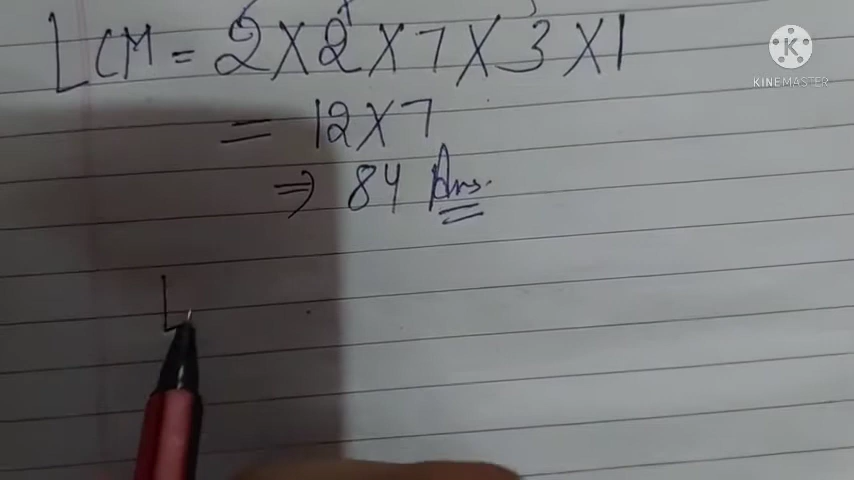 LCM = 2 X 2 X 7 X 3 X 1
= 12 X 7
⇒ 84 Ans.
L
K
KINEMASTER